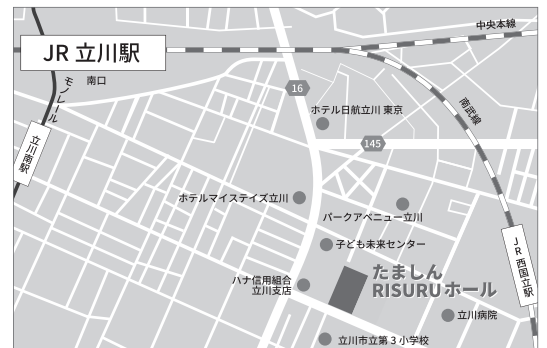 中央本線
JR 立川駅
南口
モノレール
16
ホテル日航立川 東京
南武線
145
立川南駅
ホテルマイステイズ立川
パークアベニュー立川
子ども未来センター
JR 西国立駅
たましん
RISURUホール
ハナ信用組合
立川支店
立川病院
立川市立第3小学校